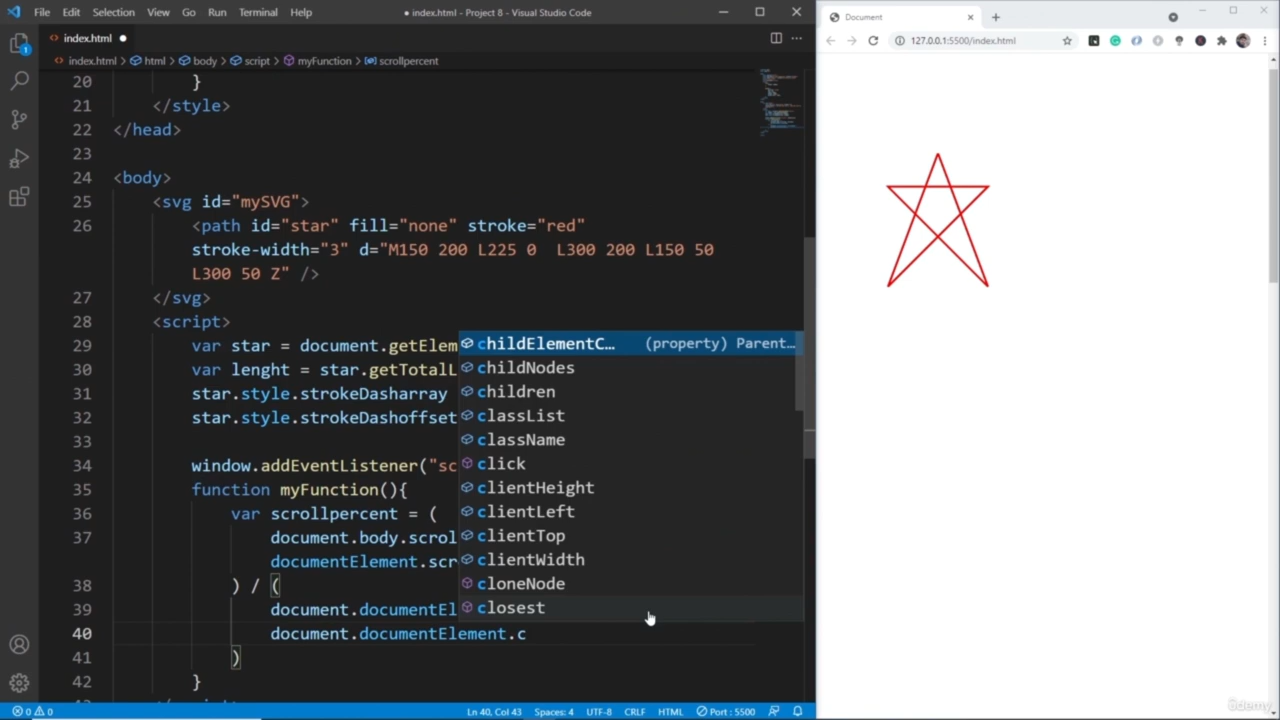 File Edit Selection View Go Run Terminal Help ● index.html - Project 8 - Visual Studio Code
index.html ●
index.html > html > body > script > myFunction > scrollpercent
20 }
21 </style>
22 </head>
23
24 <body>
25 <svg id="mySVG">
26 <path id="star" fill="none" stroke="red"
stroke-width="3" d="M150 200 L225 0 L300 200 L150 50
L300 50 Z" />
27 </svg>
28 <script>
29 var star = document.getElem
30 var lenght = star.getTotalL
31 star.style.strokeDasharray
32 star.style.strokeDashoffset
33
34 window.addEventListener("sc
35 function myFunction(){
36 var scrollpercent = (
37 document.body.scrol
documentElement.scr
38 ) / (
39 document.documentEl
40 document.documentElement.c
41 )
42 }
childElementC... (property) Parent...
childNodes
children
classList
className
click
clientHeight
clientLeft
clientTop
clientWidth
cloneNode
closest
1
0 0 Ln 40, Col 43 Spaces: 4 UTF-8 CRLF HTML Port : 5500
Document
127.0.0.1:5500/index.html
ûdemy